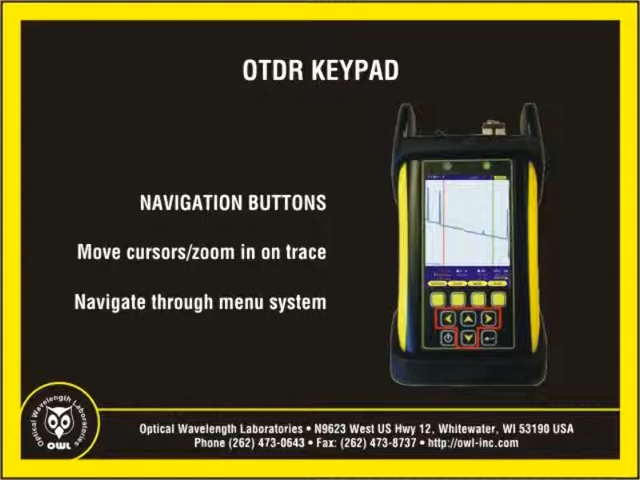 OTDR KEYPAD
NAVIGATION BUTTONS
Move cursors/zoom in on trace
Navigate through menu system
Optical Wavelength Laboratories
OWL
Optical Wavelength Laboratories • N9623 West US Hwy 12, Whitewater, WI 53190 USA
Phone (262) 473-0643 • Fax: (262) 473-8737 • http://owl-inc.com